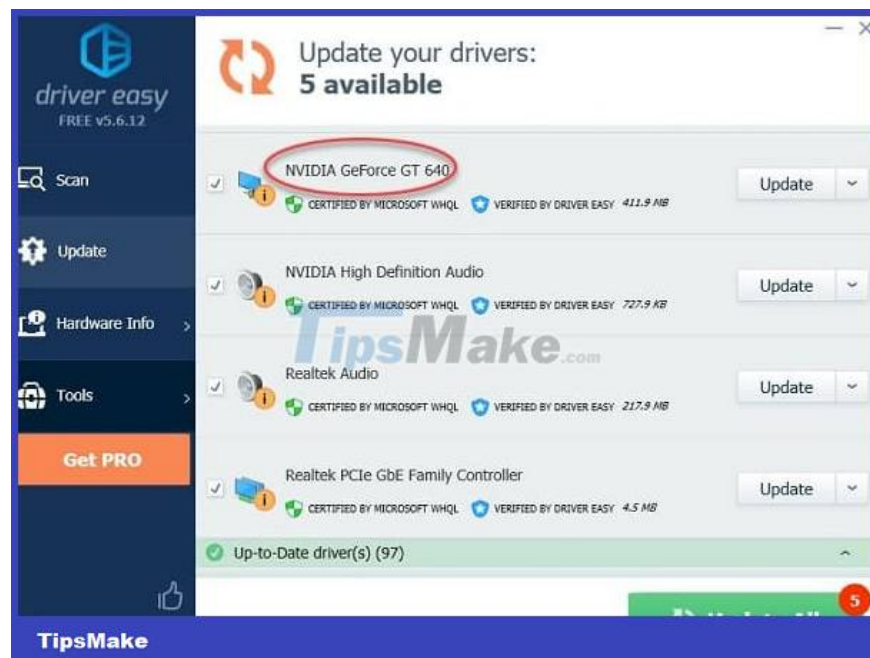 driver easy
FREE v5.6.12
Scan
Update
Hardware Info
Tools
Get PRO
Update your drivers:
5 available
NVIDIA GeForce GT 640
CERTIFIED BY MICROSOFT WHQL VERIFIED BY DRIVER EASY 411.9 MB
Update
NVIDIA High Definition Audio
CERTIFIED BY MICROSOFT WHQL VERIFIED BY DRIVER EASY 727.9 KB
Update
TipsMake.com
Realtek Audio
CERTIFIED BY MICROSOFT WHQL VERIFIED BY DRIVER EASY 217.9 MB
Update
Realtek PCIe GbE Family Controller
CERTIFIED BY MICROSOFT WHQL VERIFIED BY DRIVER EASY 4.5 MB
Update
Up-to-Date driver(s) (97)
5
TipsMake